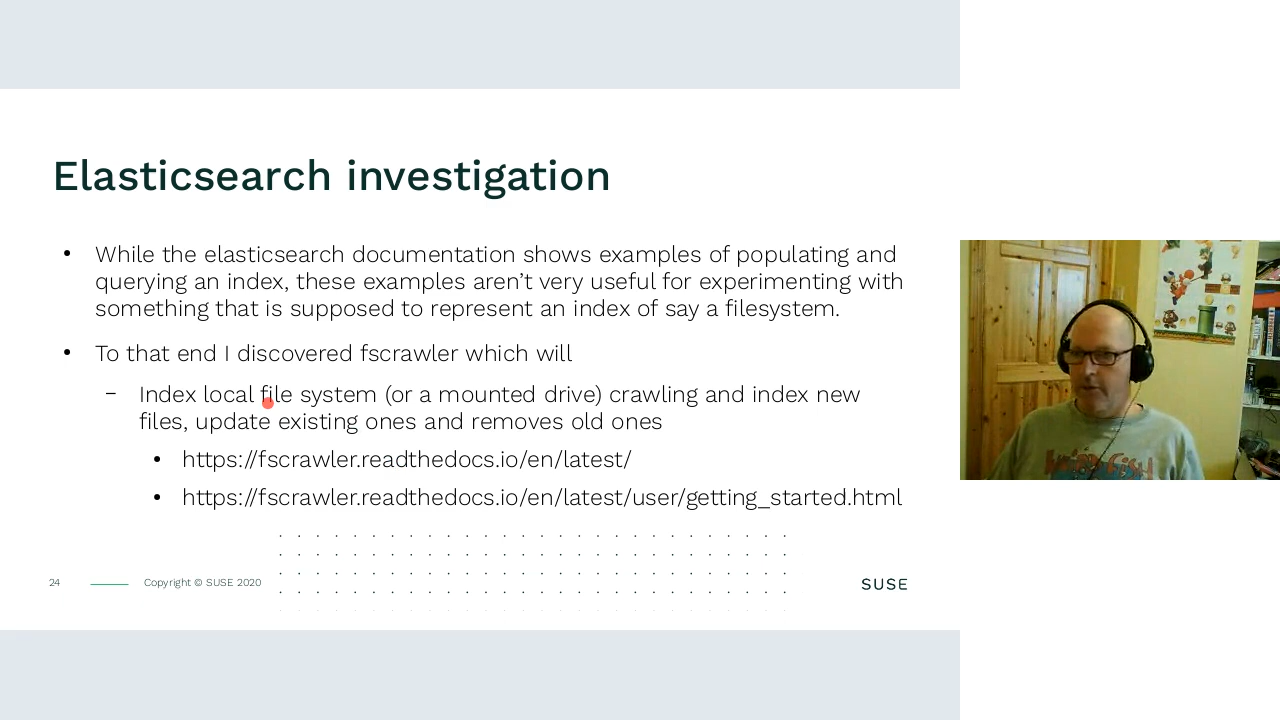 Elasticsearch investigation
• While the elasticsearch documentation shows examples of populating and
querying an index, these examples aren’t very useful for experimenting with
something that is supposed to represent an index of say a filesystem.
• To that end I discovered fscrawler which will
– Index local file system (or a mounted drive) crawling and index new
files, update existing ones and removes old ones
• https://fscrawler.readthedocs.io/en/latest/
• https://fscrawler.readthedocs.io/en/latest/user/getting_started.html
24 Copyright © SUSE 2020
SUSE